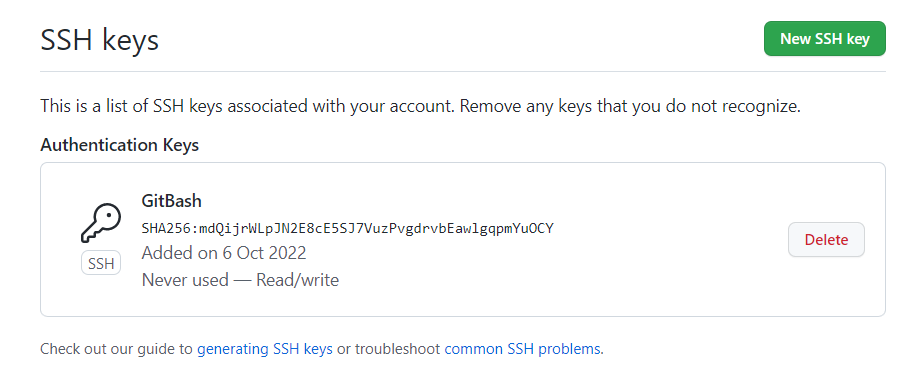 SSH keys
New SSH key
This is a list of SSH keys associated with your account. Remove any keys that you do not recognize.
Authentication Keys
GitBash
SHA256:mdQijrWLpJN2E8cE5SJ7VuzPvgdrvbEawlgqpmYuOCY
Added on 6 Oct 2022
Never used — Read/write
SSH
Delete
Check out our guide to generating SSH keys or troubleshoot common SSH problems.